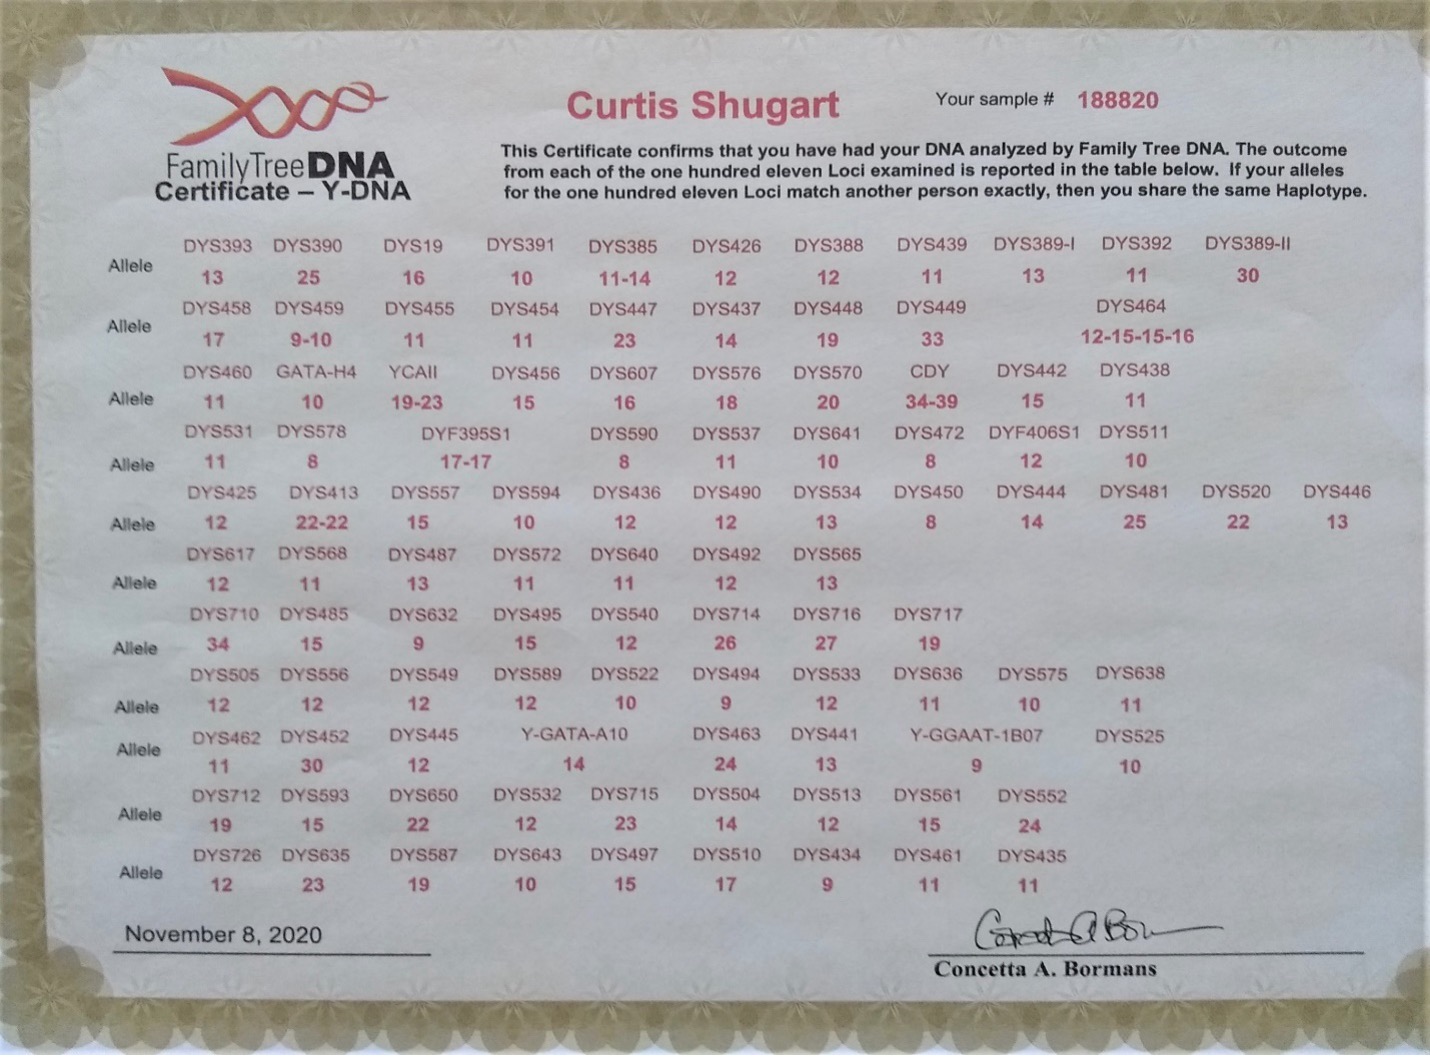 FamilyTreeDNA
Certificate – Y-DNA
Curtis Shugart
Your sample # 188820
This Certificate confirms that you have had your DNA analyzed by Family Tree DNA. The outcome
from each of the one hundred eleven Loci examined is reported in the table below. If your alleles
for the one hundred eleven Loci match another person exactly, then you share the same Haplotype.
DYS393 DYS390 DYS19 DYS391 DYS385 DYS426 DYS388 DYS439 DYS389-I DYS392 DYS389-II
Allele 13 25 16 10 11-14 12 12 11 13 11 30
DYS458 DYS459 DYS455 DYS454 DYS447 DYS437 DYS448 DYS449 DYS464
Allele 17 9-10 11 11 23 14 19 33 12-15-15-16
DYS460 GATA-H4 YCAII DYS456 DYS607 DYS576 DYS570 CDY DYS442 DYS438
Allele 11 10 19-23 15 16 18 20 34-39 15 11
DYS531 DYS578 DYF395S1 DYS590 DYS537 DYS641 DYS472 DYF406S1 DYS511
Allele 11 8 17-17 8 11 10 8 12 10
DYS425 DYS413 DYS557 DYS594 DYS436 DYS490 DYS534 DYS450 DYS444 DYS481 DYS520 DYS446
Allele 12 22-22 15 10 12 12 13 8 14 25 22 13
DYS617 DYS568 DYS487 DYS572 DYS640 DYS492 DYS565
Allele 12 11 13 11 11 12 13
DYS710 DYS485 DYS632 DYS495 DYS540 DYS714 DYS716 DYS717
Allele 34 15 9 15 12 26 27 19
DYS505 DYS556 DYS549 DYS589 DYS522 DYS494 DYS533 DYS636 DYS575 DYS638
Allele 12 12 12 12 10 9 12 11 10 11
DYS462 DYS452 DYS445 Y-GATA-A10 DYS463 DYS441 Y-GGAAT-1B07 DYS525
Allele 11 30 12 14 24 13 9 10
DYS712 DYS593 DYS650 DYS532 DYS715 DYS504 DYS513 DYS561 DYS552
Allele 19 15 22 12 23 14 12 15 24
DYS726 DYS635 DYS587 DYS643 DYS497 DYS510 DYS434 DYS461 DYS435
Allele 12 23 19 10 15 17 9 11 11
November 8, 2020
Concetta A. Bormans